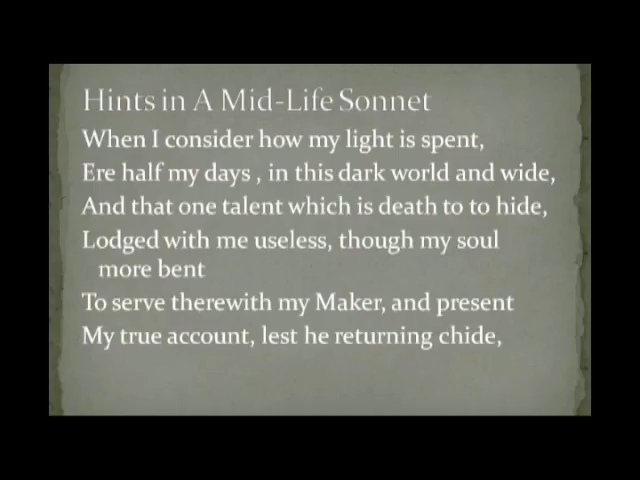 Hints in A Mid-Life Sonnet
When I consider how my light is spent,
Ere half my days , in this dark world and wide,
And that one talent which is death to to hide,
Lodged with me useless, though my soul
more bent
To serve therewith my Maker, and present
My true account, lest he returning chide,